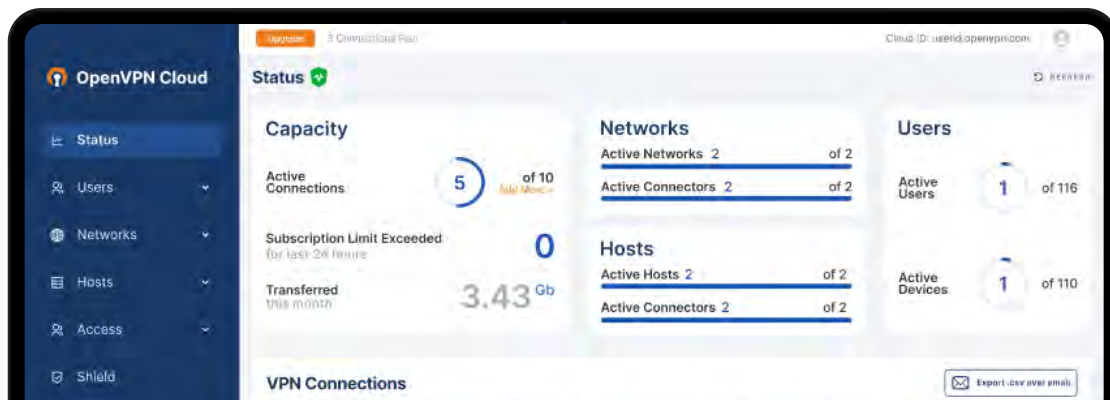 Upgrade
Cloud ID: userid.openvpn.com
OpenVPN Cloud
Status
Capacity
Active Connections
5
of 10
Subscription Limit Exceeded
for last 24 hours
0
Transferred
this month
3.43 Gb
Networks
Active Networks 2 of 2
Active Connectors 2 of 2
Hosts
Active Hosts 2 of 2
Active Connectors 2 of 2
Users
Active Users
1
of 116
Active Devices
1
of 110
Status
Users
Networks
Hosts
Access
Shield
VPN Connections
Export .csv over email